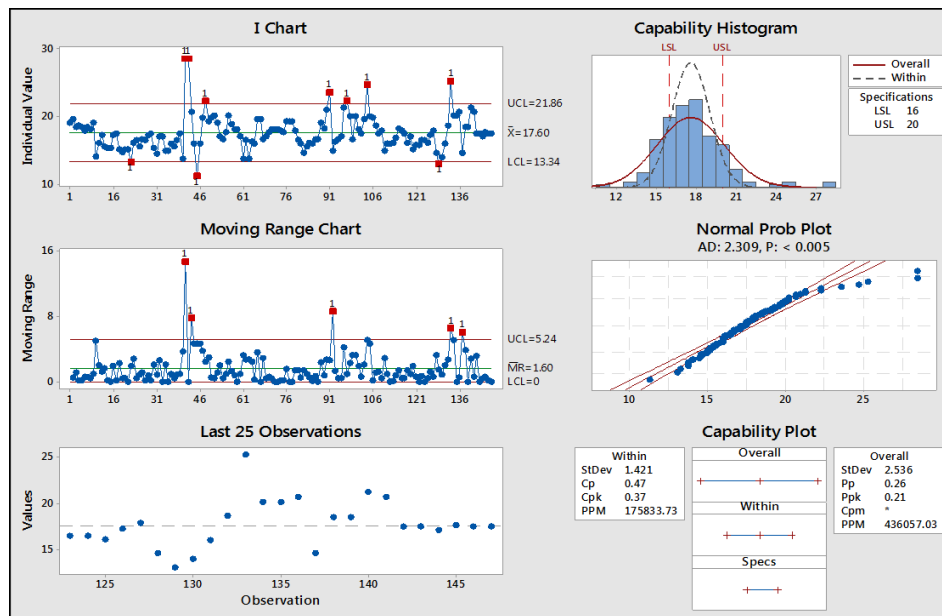 I Chart
Individual Value
30
20
10
1 16 31 46 61 76 91 106 121 136
11
1
1
1
1
1
1
1
1
1
UCL=21.86
X̅=17.60
LCL=13.34
Moving Range Chart
Moving Range
16
8
0
1 16 31 46 61 76 91 106 121 136
1
1
1
1
1
UCL=5.24
M̅R̅=1.60
LCL=0
Last 25 Observations
Values
25
20
15
125 130 135 140 145
Observation
Capability Histogram
LSL USL
12 15 18 21 24 27
Overall
Within
Specifications
LSL 16
USL 20
Normal Prob Plot
AD: 2.309, P: < 0.005
10 15 20 25
Capability Plot
Within
StDev 1.421
Cp 0.47
Cpk 0.37
PPM 175833.73
Overall
Within
Specs
Overall
StDev 2.536
Pp 0.26
Ppk 0.21
Cpm *
PPM 436057.03